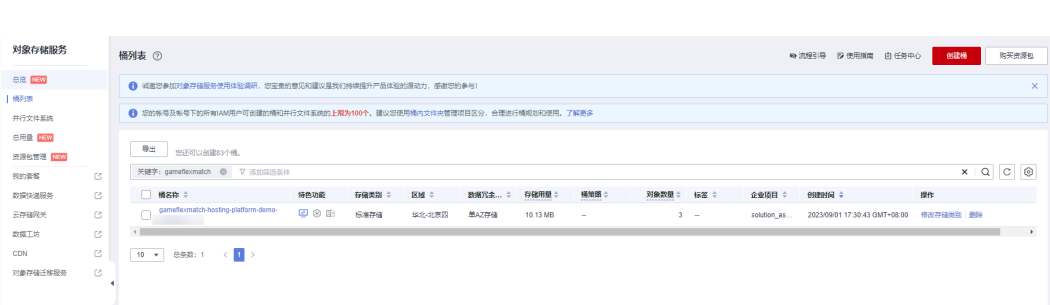 对象存储服务
总览 NEW
桶列表
并行文件系统
总用量 NEW
资源包管理 NEW
我的套餐
数据快递服务
云存储网关
数据工坊
CDN
对象存储迁移服务
桶列表
流程引导 使用指南 任务中心 创建桶 购买资源包
诚邀您参加对象存储服务使用体验调研，您宝贵的意见和建议是我们持续提升产品体验的源动力，感谢您的参与！
您的帐号及帐号下的所有IAM用户可创建的桶和并行文件系统的上限为100个。建议您使用桶内文件夹管理项目区分，合理进行桶规划和使用。了解更多
导出 您还可以创建83个桶。
关键字：gameflexmatch 添加筛选条件
桶名称 特色功能 存储类别 区域 数据冗余... 存储用量 桶策略 对象数量 标签 企业项目 创建时间 操作
gameflexmatch-hosting-platform-demo- 标准存储 华北-北京四 单AZ存储 10.13 MB -- 3 -- solution_as... 2023/09/01 17:30:43 GMT+08:00 修改存储类别 删除
10 总条数：1 < 1 >